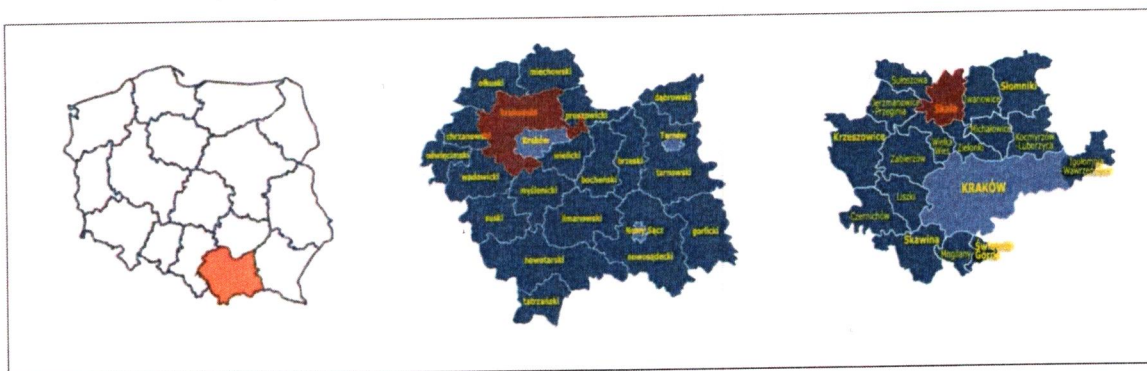 miechowski
olkuski
dąbrowski
krakowski
proszowicki
chrzanowski
Kraków
Tarnów
oświęcimski
wielicki
brzeski
wadowicki
bocheński
tarnowski
myślenicki
suski
limanowski
Nowy Sącz
gorlicki
nowotarski
nowosądecki
tatrzański
Sułoszowa
Słomniki
Jerzmanowice
Przeginia
Skała
Iwanowice
Krzeszowice
Michałowice
Wielka
Wieś
Zielonki
Kocmyrzów
Luborzyca
Zabierzów
Igołomia
Wawrzeńczyce
KRAKÓW
Liszki
Czernichów
Skawina
Mogilany
Świątniki
Górne